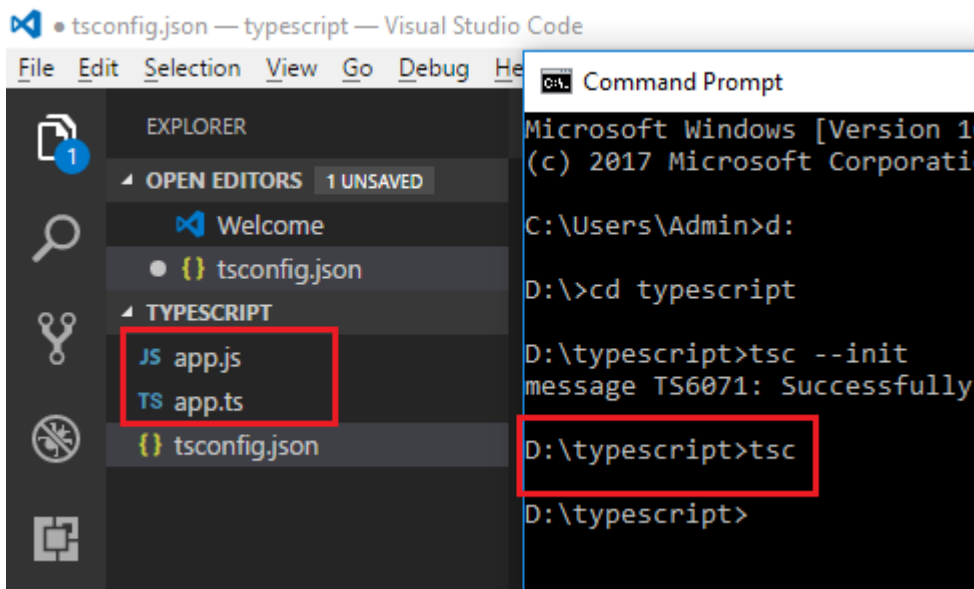 ● tsconfig.json — typescript — Visual Studio Code
File Edit Selection View Go Debug He
EXPLORER
1
OPEN EDITORS 1 UNSAVED
Welcome
● {} tsconfig.json
TYPESCRIPT
JS app.js
TS app.ts
{} tsconfig.json
C:\.
Command Prompt
Microsoft Windows [Version 1
(c) 2017 Microsoft Corporati
C:\Users\Admin>d:
D:\>cd typescript
D:\typescript>tsc --init
message TS6071: Successfully
D:\typescript>tsc
D:\typescript>